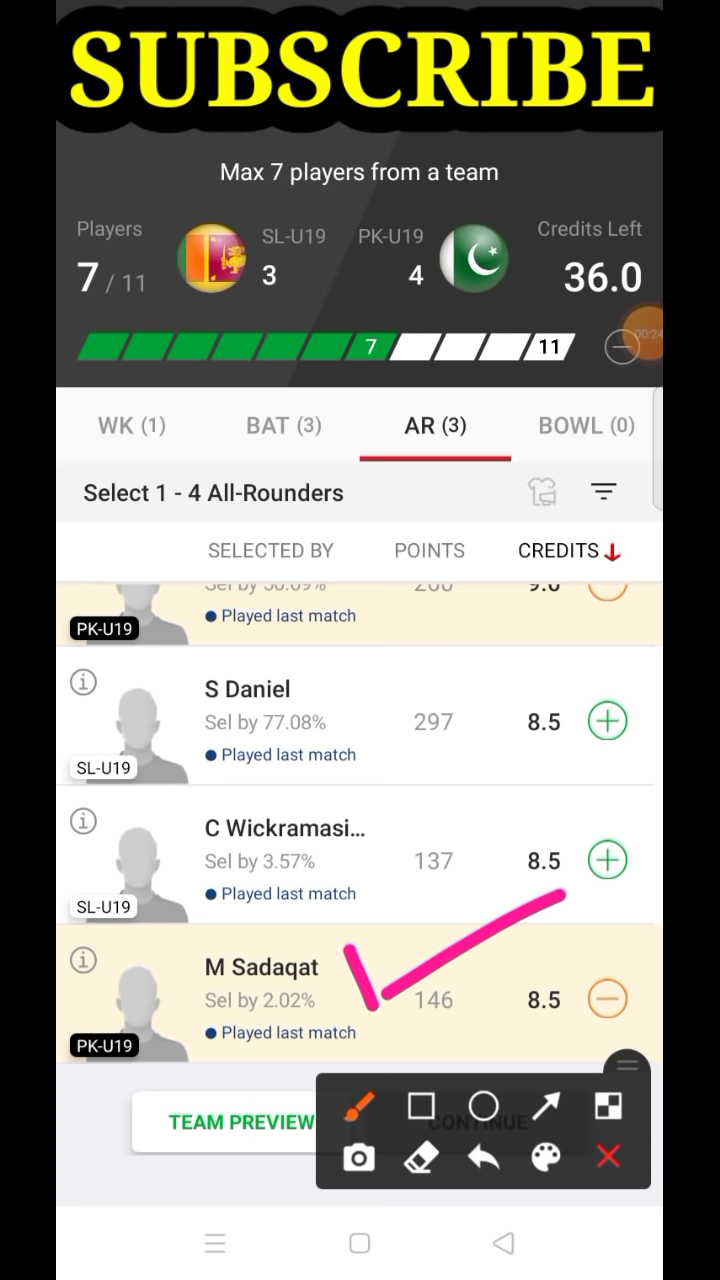 SUBSCRIBE
Max 7 players from a team
Players SL-U19 PK-U19 Credits Left
7 / 11 3 4 36.0
7 11
00:24
WK (1) BAT (3) AR (3) BOWL (0)
Select 1 - 4 All-Rounders
SELECTED BY POINTS CREDITS
Played last match
PK-U19
S Daniel
Sel by 77.08% 297 8.5
Played last match
SL-U19
C Wickramasi...
Sel by 3.57% 137 8.5
Played last match
SL-U19
M Sadaqat
Sel by 2.02% 146 8.5
Played last match
PK-U19
TEAM PREVIEW CONTINUE